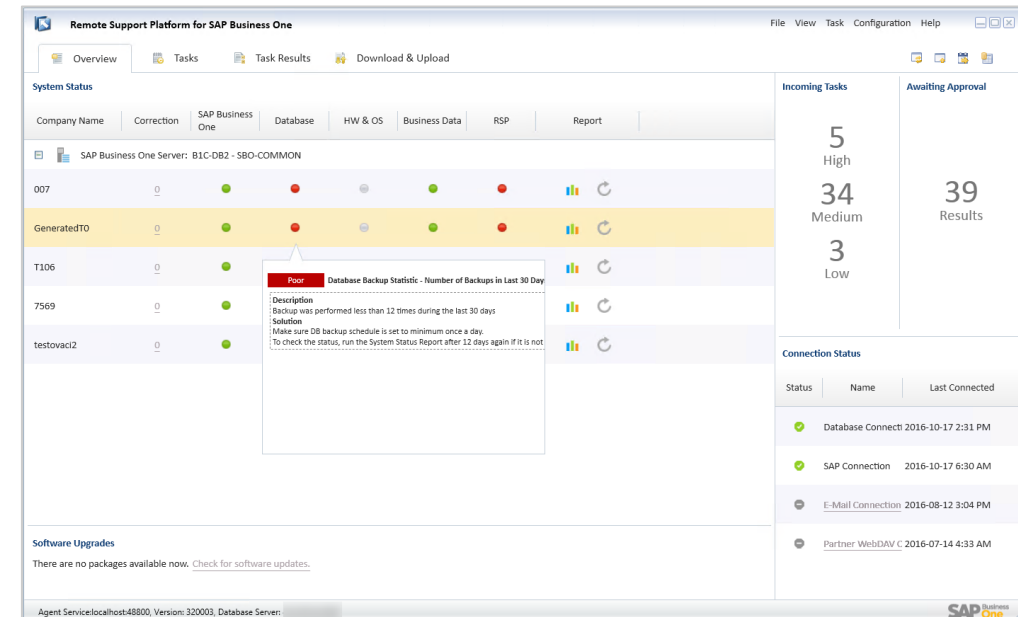 Remote Support Platform for SAP Business One
File View Task Configuration Help
Overview Tasks Task Results Download & Upload
System Status
Company Name Correction SAP Business One Database HW & OS Business Data RSP Report
SAP Business One Server: B1C-DB2 - SBO-COMMON
007 0
GeneratedT0 0
T106 0
7569 0
testovaci2 0
Poor Database Backup Statistic - Number of Backups in Last 30 Day
Description
Backup was performed less than 12 times during the last 30 days
Solution
Make sure DB backup schedule is set to minimum once a day.
To check the status, run the System Status Report after 12 days again if it is not
Software Upgrades
There are no packages available now. Check for software updates.
Incoming Tasks
5
High
34
Medium
3
Low
Awaiting Approval
39
Results
Connection Status
Status Name Last Connected
Database Connecti 2016-10-17 2:31 PM
SAP Connection 2016-10-17 6:30 AM
E-Mail Connection 2016-08-12 3:04 PM
Partner WebDAV C 2016-07-14 4:33 AM
Agent Service:localhost:48800, Version: 320003, Database Server:
SAP Business One